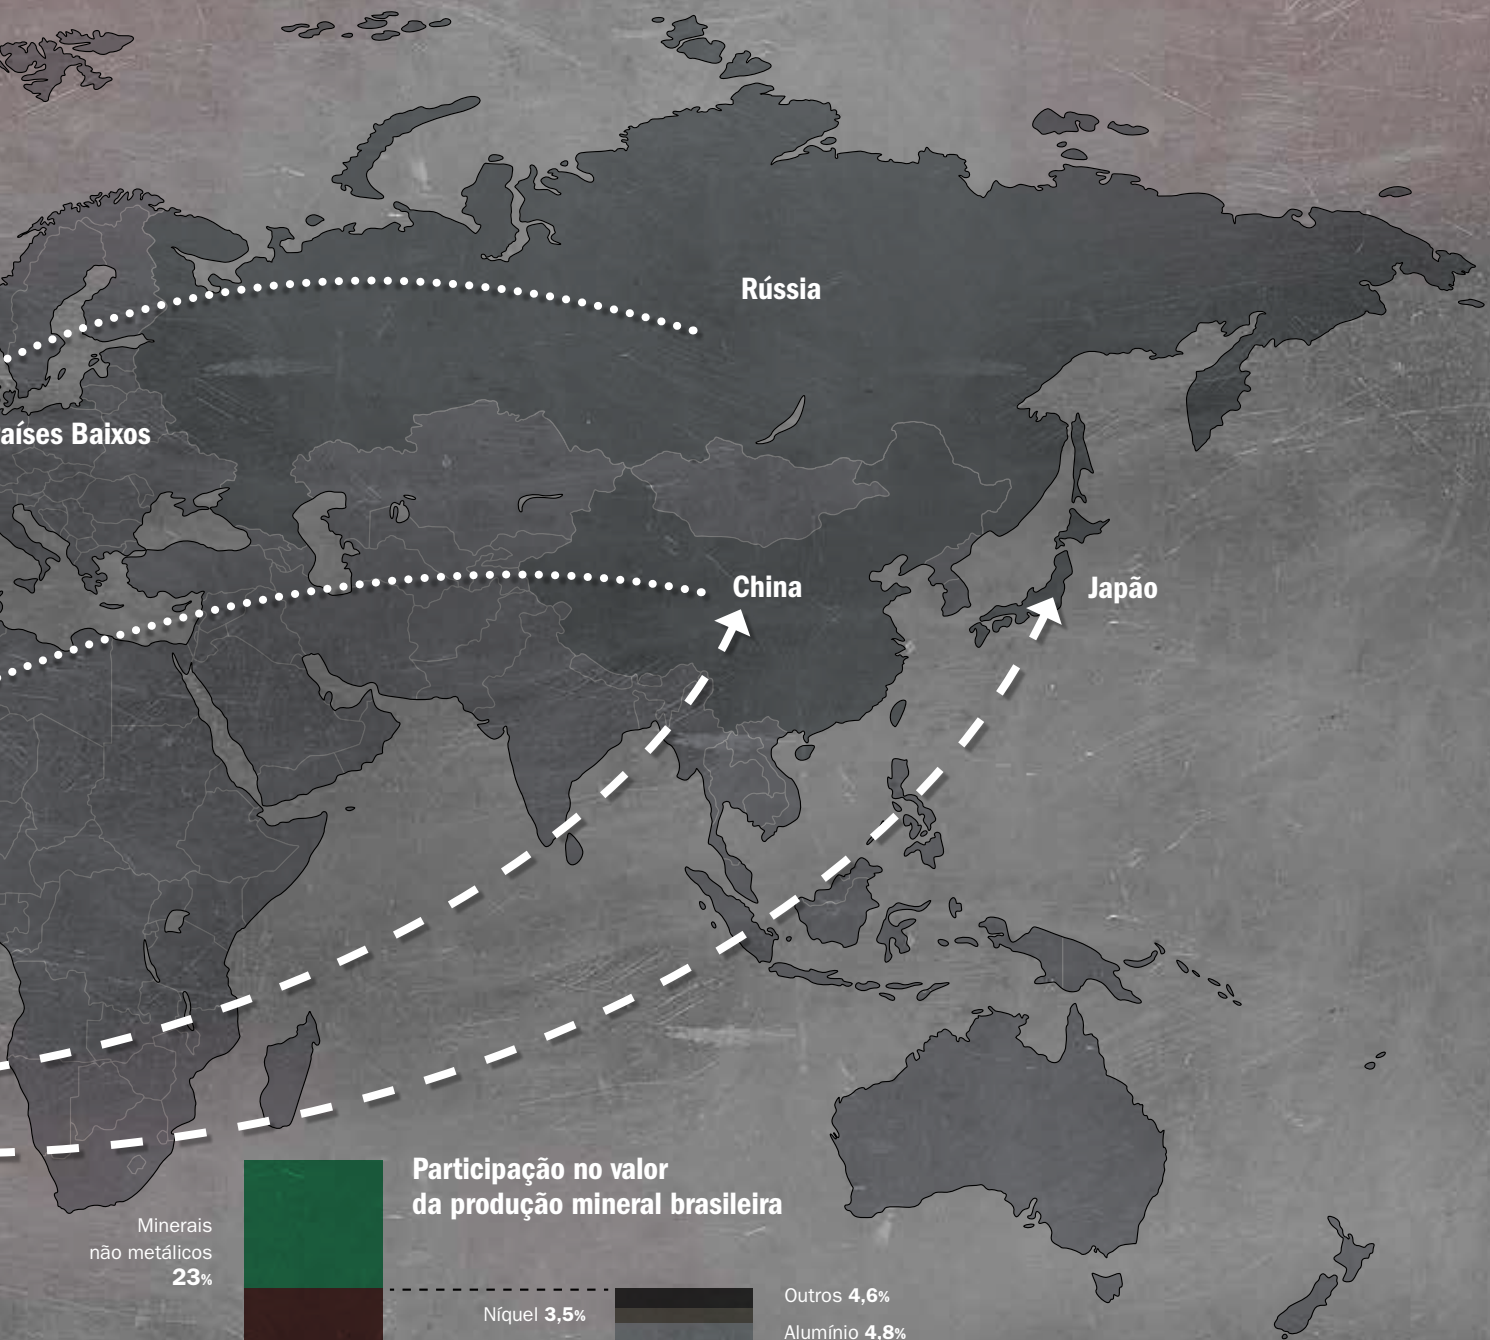 Rússia
aíses Baixos
China
Japão
Participação no valor
da produção mineral brasileira
Minerais
não metálicos
23%
Níquel 3,5%
Outros 4,6%
Alumínio 4,8%